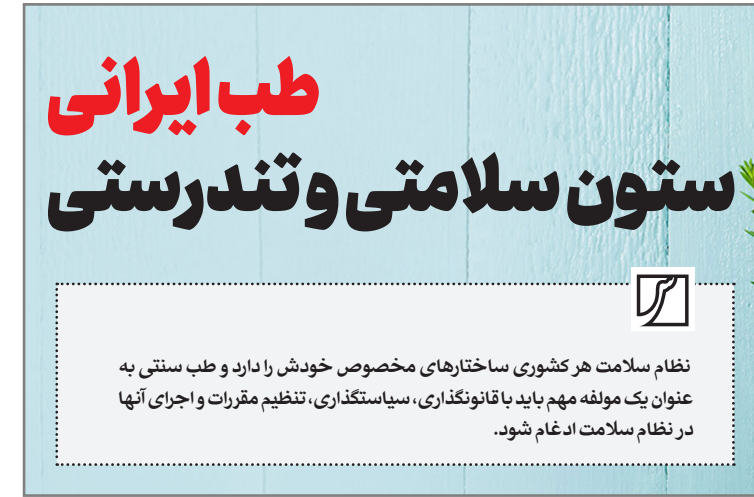 طب ایرانی
ستون سلامتی و تندرستی
نظام سلامت هر کشوری ساختارهای مخصوص خودش را دارد و طب سنتی به
عنوان یک مولفه مهم باید با قانونگذاری، سیاستگذاری، تنظیم مقررات و اجرای آنها
در نظام سلامت ادغام شود.